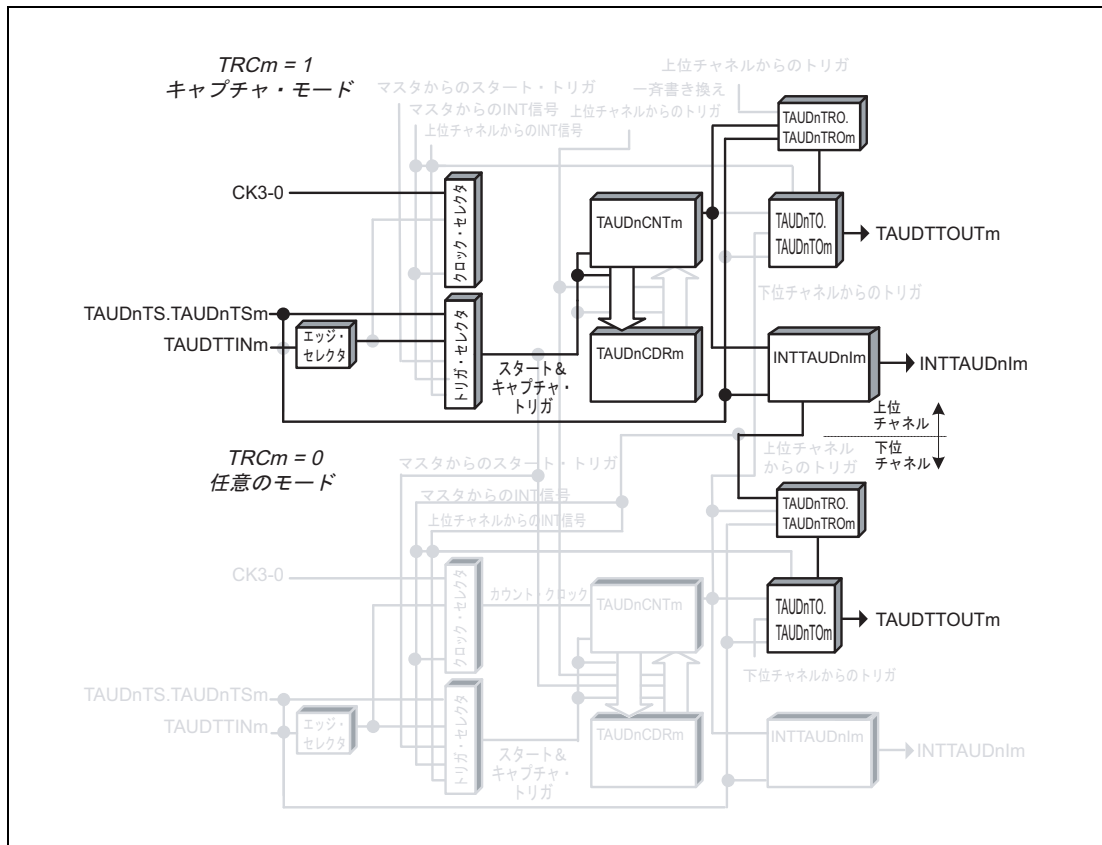 TRCm = 1
キャプチャ・モード
上位チャネルからのトリガ
マスタからのスタート・トリガ
一斉書き換え
マスタからのINT信号
上位チャネルからのトリガ
上位チャネルからのINT信号
TAUDnTRO.
TAUDnTROm
CK3-0
クロック・セレクタ
TAUDnCNTm
TAUDnTO.
TAUDnTOm
TAUDTTOUTm
下位チャネルからのトリガ
TAUDnTS.TAUDnTSm
TAUDTTINm
エッジ・
セレクタ
トリガ・セレクタ
スタート&
キャプチャ・
トリガ
TAUDnCDRm
INTTAUDnIm
INTTAUDnIm
上位
チャネル
下位
チャネル
TRCm = 0
任意のモード
マスタからのスタート・トリガ
上位チャネル
からのトリガ
マスタからのINT信号
上位チャネルからのINT信号
TAUDnTRO.
TAUDnTROm
CK3-0
クロック・セレクタ
カウント・クロック
TAUDnCNTm
TAUDnTO.
TAUDnTOm
TAUDTTOUTm
下位チャネルからのトリガ
TAUDnTS.TAUDnTSm
TAUDTTINm
エッジ・
セレクタ
トリガ・セレクタ
スタート&
キャプチャ・
トリガ
TAUDnCDRm
INTTAUDnIm
INTTAUDnIm